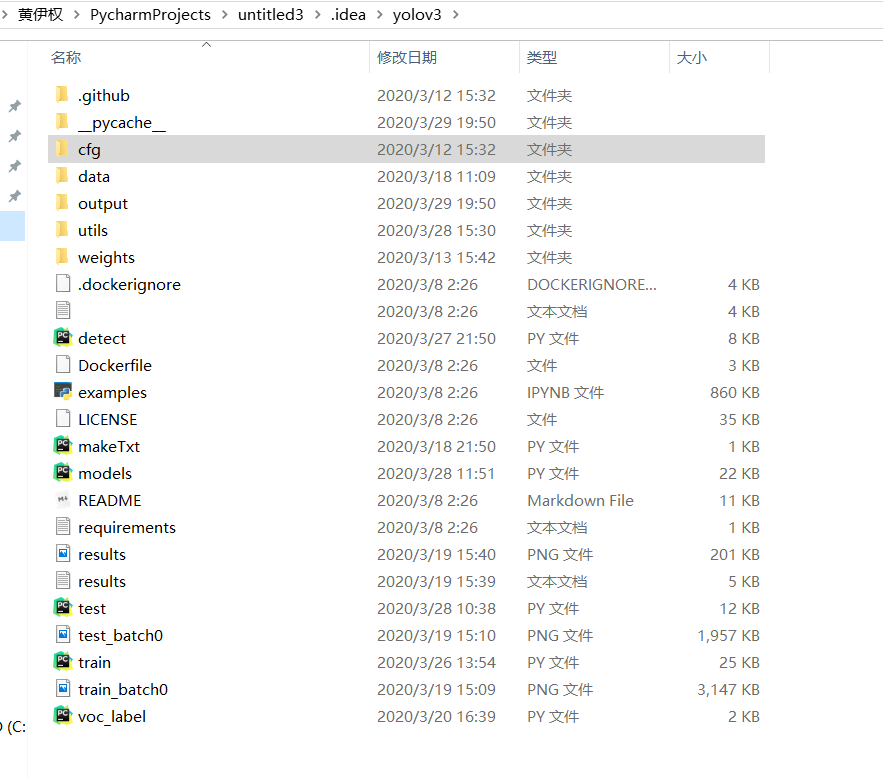 黄伊权 > PycharmProjects > untitled3 > .idea > yolov3 >
名称 修改日期 类型 大小
.github 2020/3/12 15:32 文件夹
__pycache__ 2020/3/29 19:50 文件夹
cfg 2020/3/12 15:32 文件夹
data 2020/3/18 11:09 文件夹
output 2020/3/29 19:50 文件夹
utils 2020/3/28 15:30 文件夹
weights 2020/3/13 15:42 文件夹
.dockerignore 2020/3/8 2:26 DOCKERIGNORE... 4 KB
2020/3/8 2:26 文本文档 4 KB
detect 2020/3/27 21:50 PY 文件 8 KB
Dockerfile 2020/3/8 2:26 文件 3 KB
examples 2020/3/8 2:26 IPYNB 文件 860 KB
LICENSE 2020/3/8 2:26 文件 35 KB
makeTxt 2020/3/18 21:50 PY 文件 1 KB
models 2020/3/28 11:51 PY 文件 22 KB
README 2020/3/8 2:26 Markdown File 11 KB
requirements 2020/3/8 2:26 文本文档 1 KB
results 2020/3/19 15:40 PNG 文件 201 KB
results 2020/3/19 15:39 文本文档 5 KB
test 2020/3/28 10:38 PY 文件 12 KB
test_batch0 2020/3/19 15:10 PNG 文件 1,957 KB
train 2020/3/26 13:54 PY 文件 25 KB
train_batch0 2020/3/19 15:09 PNG 文件 3,147 KB
voc_label 2020/3/20 16:39 PY 文件 2 KB
(C: